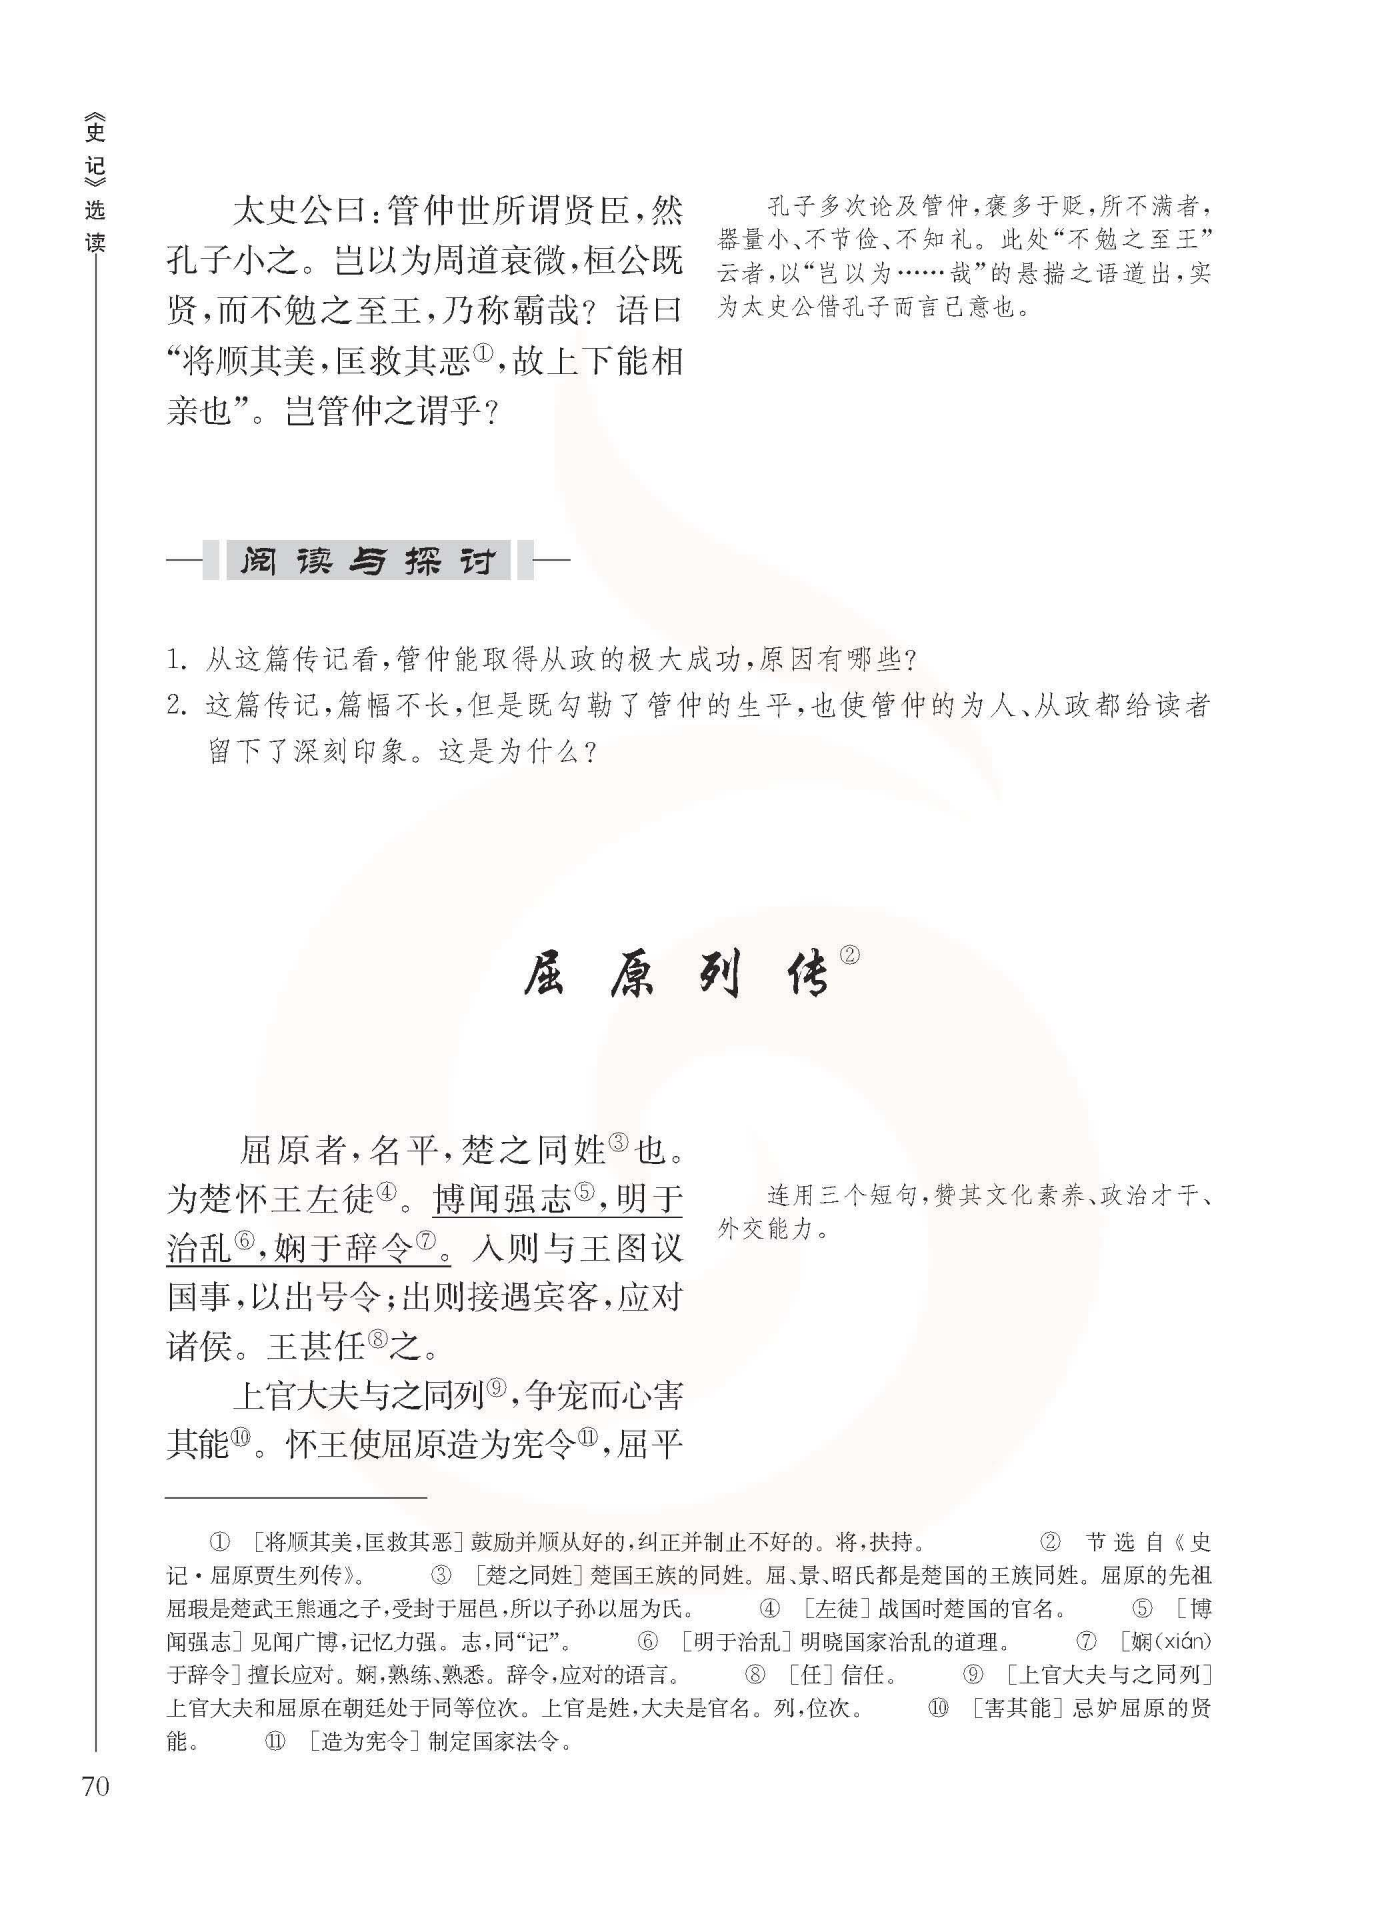 《史记》选读
太史公曰:管仲世所谓贤臣,然
孔子小之。岂以为周道衰微,桓公既
贤,而不勉之至王,乃称霸哉?语曰
“将顺其美,匡救其恶①,故上下能相
亲也”。岂管仲之谓乎?
孔子多次论及管仲,褒多于贬,所不满者,
器量小、不节俭、不知礼。此处“不勉之至王”
云者,以“岂以为……哉”的悬揣之语道出,实
为太史公借孔子而言己意也。
阅读与探讨
1. 从这篇传记看,管仲能取得从政的极大成功,原因有哪些?
2. 这篇传记,篇幅不长,但是既勾勒了管仲的生平,也使管仲的为人、从政都给读者
留下了深刻印象。这是为什么?
屈原列传②
屈原者,名平,楚之同姓③也。
为楚怀王左徒④。博闻强志⑤,明于
治乱⑥,娴于辞令⑦。入则与王图议
国事,以出号令;出则接遇宾客,应对
诸侯。王甚任⑧之。
上官大夫与之同列⑨,争宠而心害
其能⑩。怀王使屈原造为宪令⑪,屈平
连用三个短句,赞其文化素养、政治才干、
外交能力。
① [将顺其美,匡救其恶] 鼓励并顺从好的,纠正并制止不好的。将,扶持。 ② 节选自《史
记·屈原贾生列传》。 ③ [楚之同姓] 楚国王族的同姓。屈、景、昭氏都是楚国的王族同姓。屈原的先祖
屈瑕是楚武王熊通之子,受封于屈邑,所以子孙以屈为氏。 ④ [左徒] 战国时楚国的官名。 ⑤ [博
闻强志] 见闻广博,记忆力强。志,同“记”。 ⑥ [明于治乱] 明晓国家治乱的道理。 ⑦ [娴(xián)
于辞令] 擅长应对。娴,熟练、熟悉。辞令,应对的语言。 ⑧ [任] 信任。 ⑨ [上官大夫与之同列]
上官大夫和屈原在朝廷处于同等位次。上官是姓,大夫是官名。列,位次。 ⑩ [害其能] 忌妒屈原的贤
能。 ⑪ [造为宪令] 制定国家法令。
70